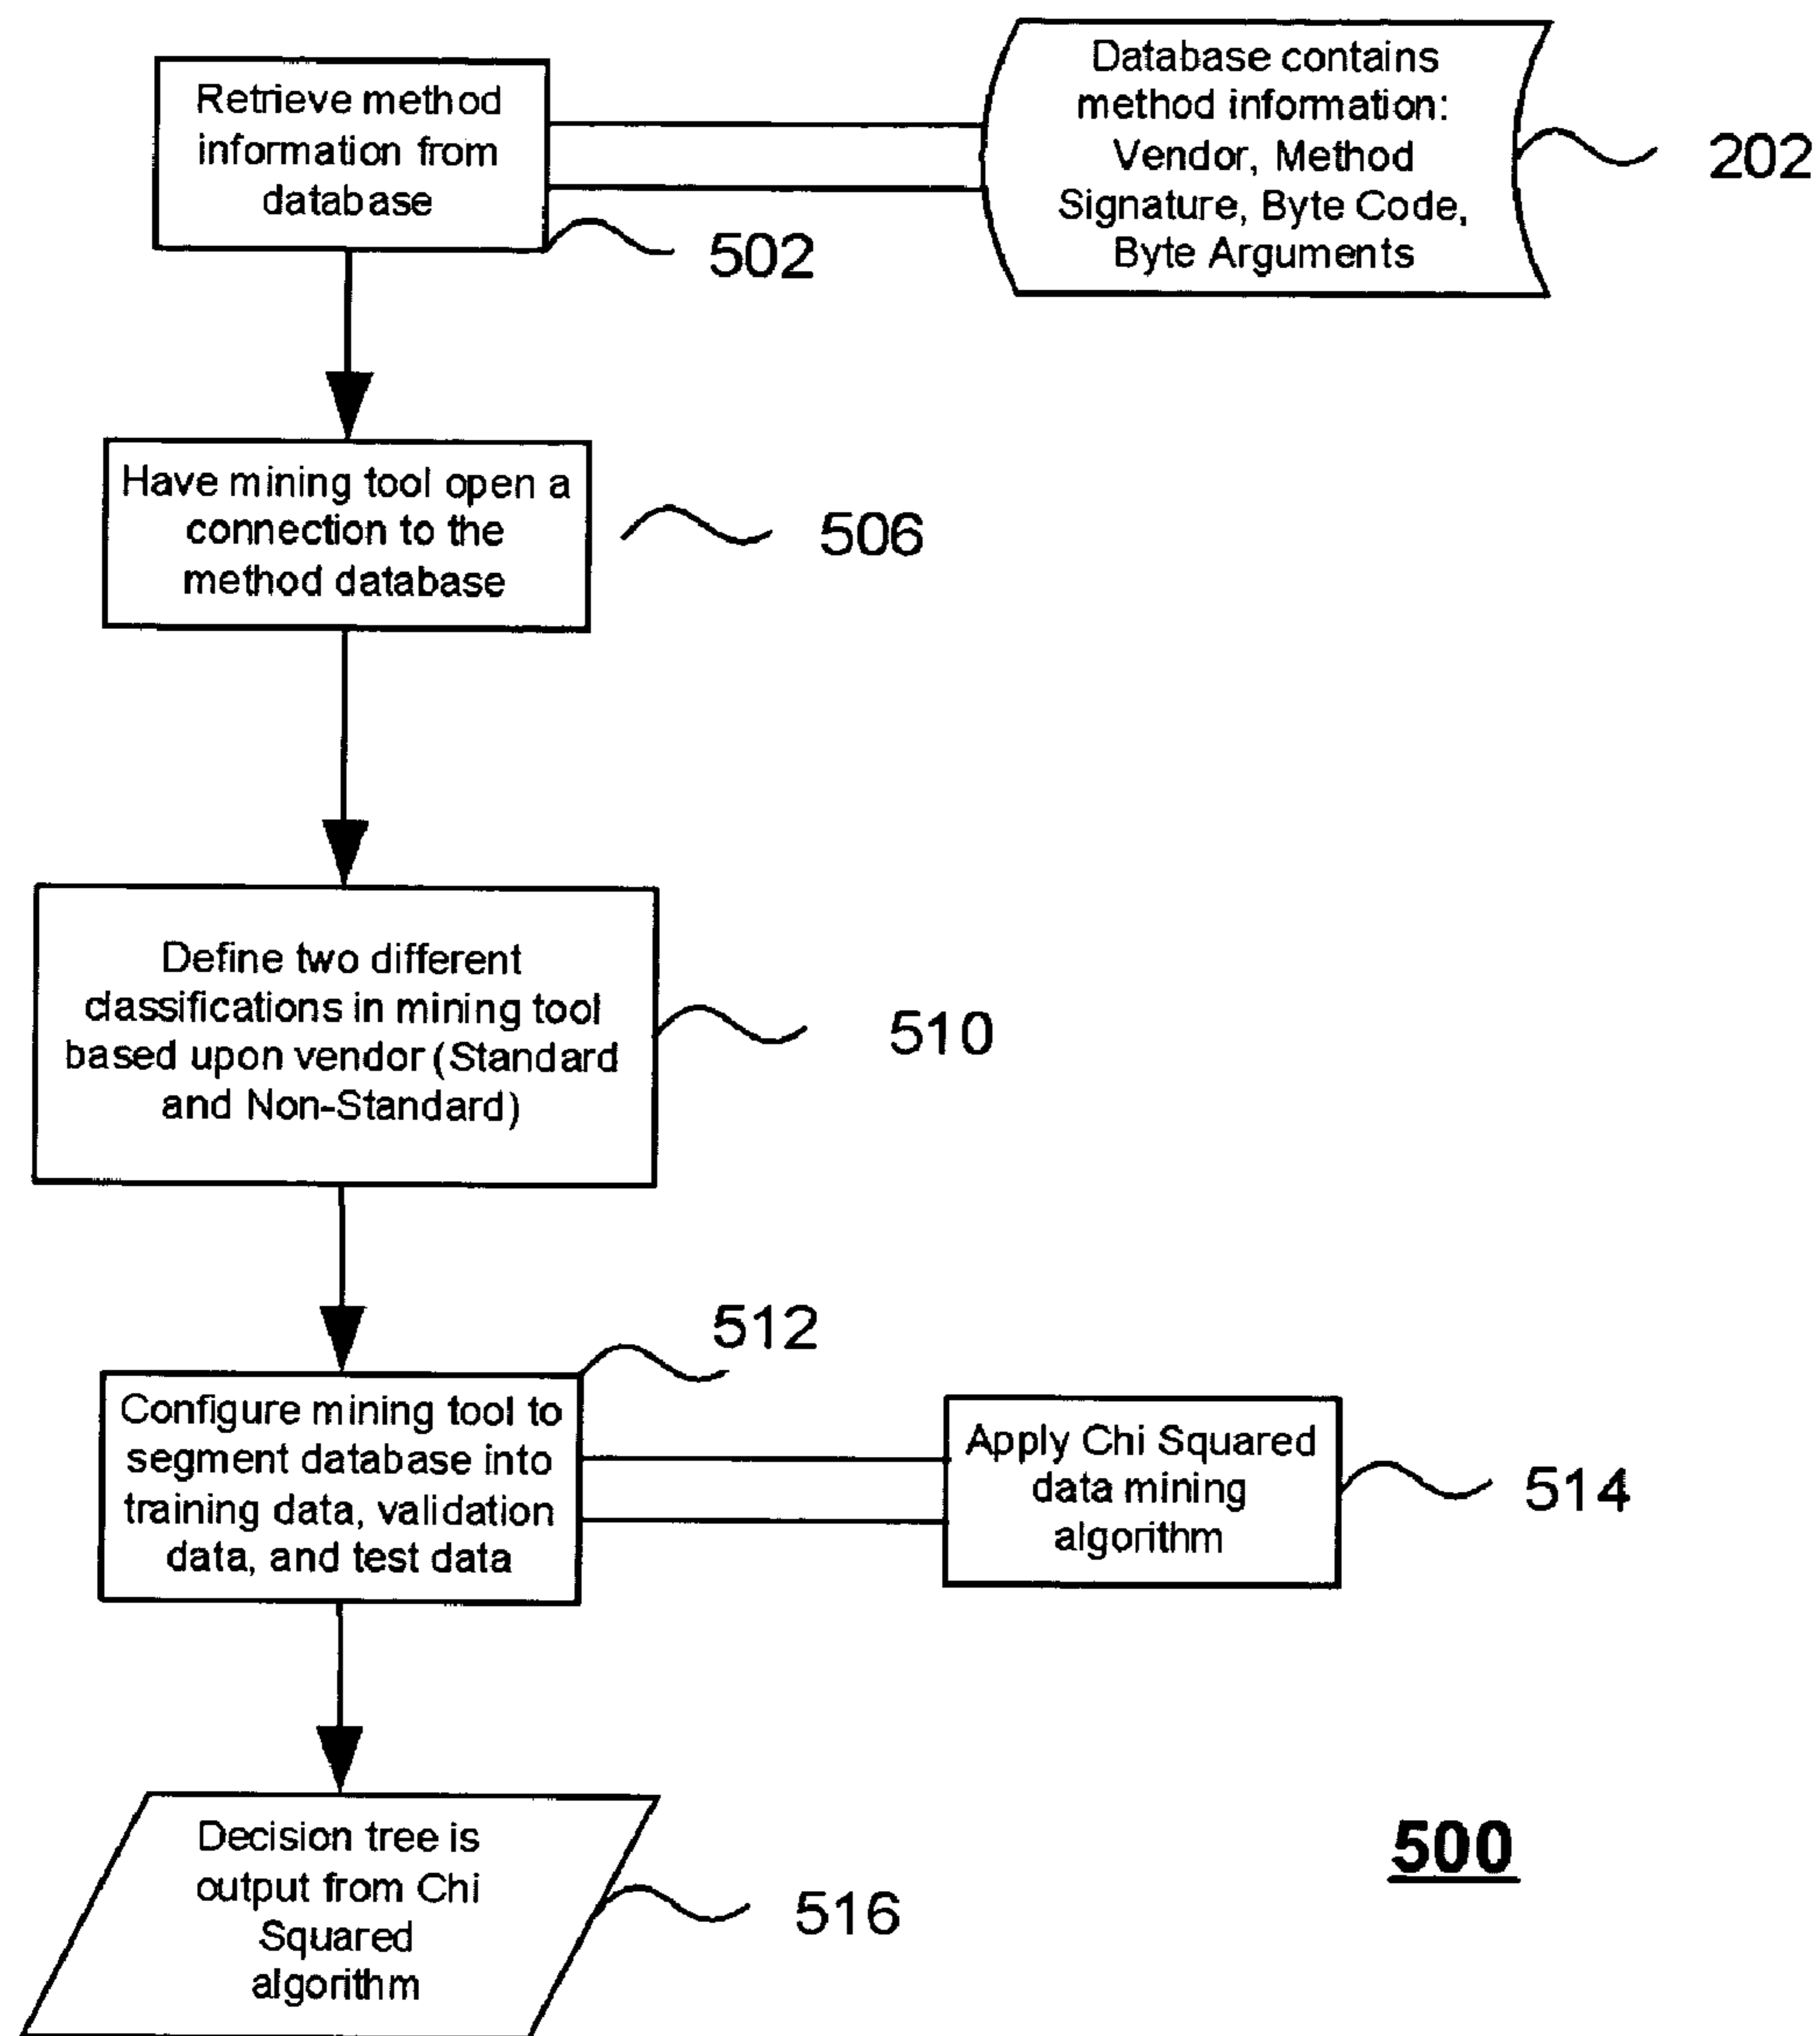 Retrieve method
information from
database
502
Database contains
method information:
Vendor, Method
Signature, Byte Code,
Byte Arguments
202
Have mining tool open a
connection to the
method database
506
Define two different
classifications in mining tool
based upon vendor (Standard
and Non-Standard)
510
512
Configure mining tool to
segment database into
training data, validation
data, and test data
Apply Chi Squared
data mining
algorithm
514
Decision tree is
output from Chi
Squared
algorithm
516
500